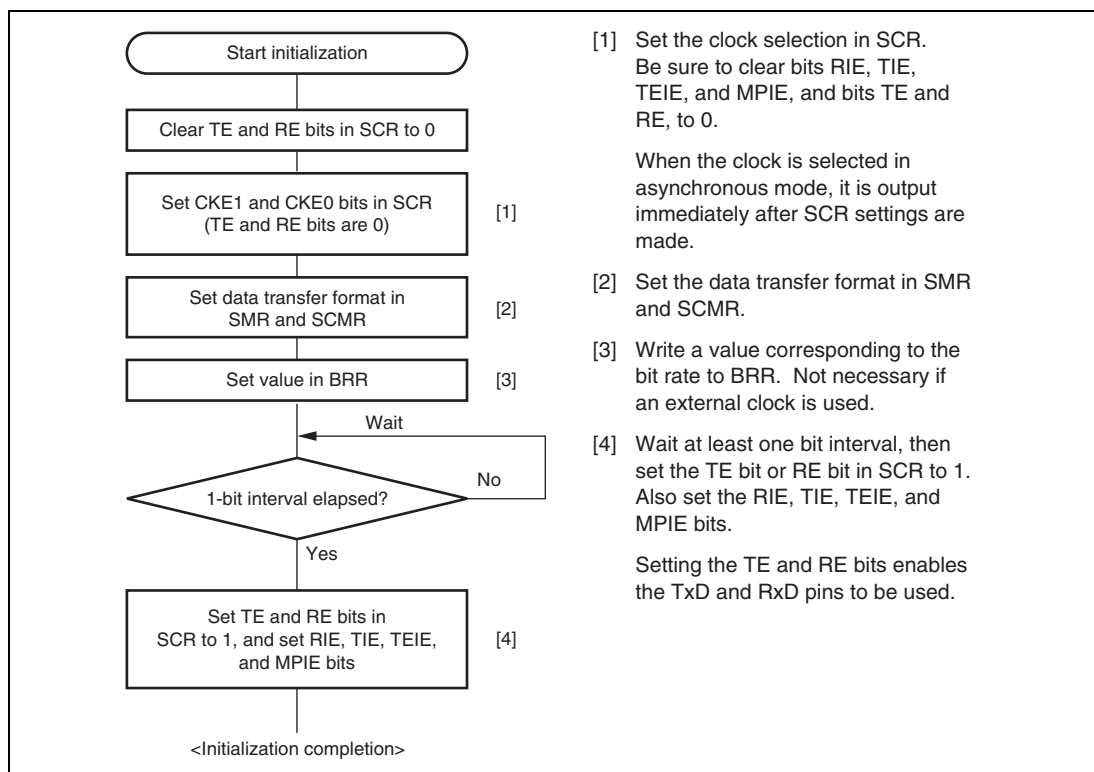 Start initialization
Clear TE and RE bits in SCR to 0
Set CKE1 and CKE0 bits in SCR
(TE and RE bits are 0)
[1]
Set data transfer format in
SMR and SCMR
[2]
Set value in BRR
[3]
Wait
No
1-bit interval elapsed?
Yes
Set TE and RE bits in
SCR to 1, and set RIE, TIE, TEIE,
and MPIE bits
[4]
<Initialization completion>
[1] Set the clock selection in SCR.
Be sure to clear bits RIE, TIE,
TEIE, and MPIE, and bits TE and
RE, to 0.
When the clock is selected in
asynchronous mode, it is output
immediately after SCR settings are
made.
[2] Set the data transfer format in SMR
and SCMR.
[3] Write a value corresponding to the
bit rate to BRR.  Not necessary if
an external clock is used.
[4] Wait at least one bit interval, then
set the TE bit or RE bit in SCR to 1.
Also set the RIE, TIE, TEIE, and
MPIE bits.
Setting the TE and RE bits enables
the TxD and RxD pins to be used.